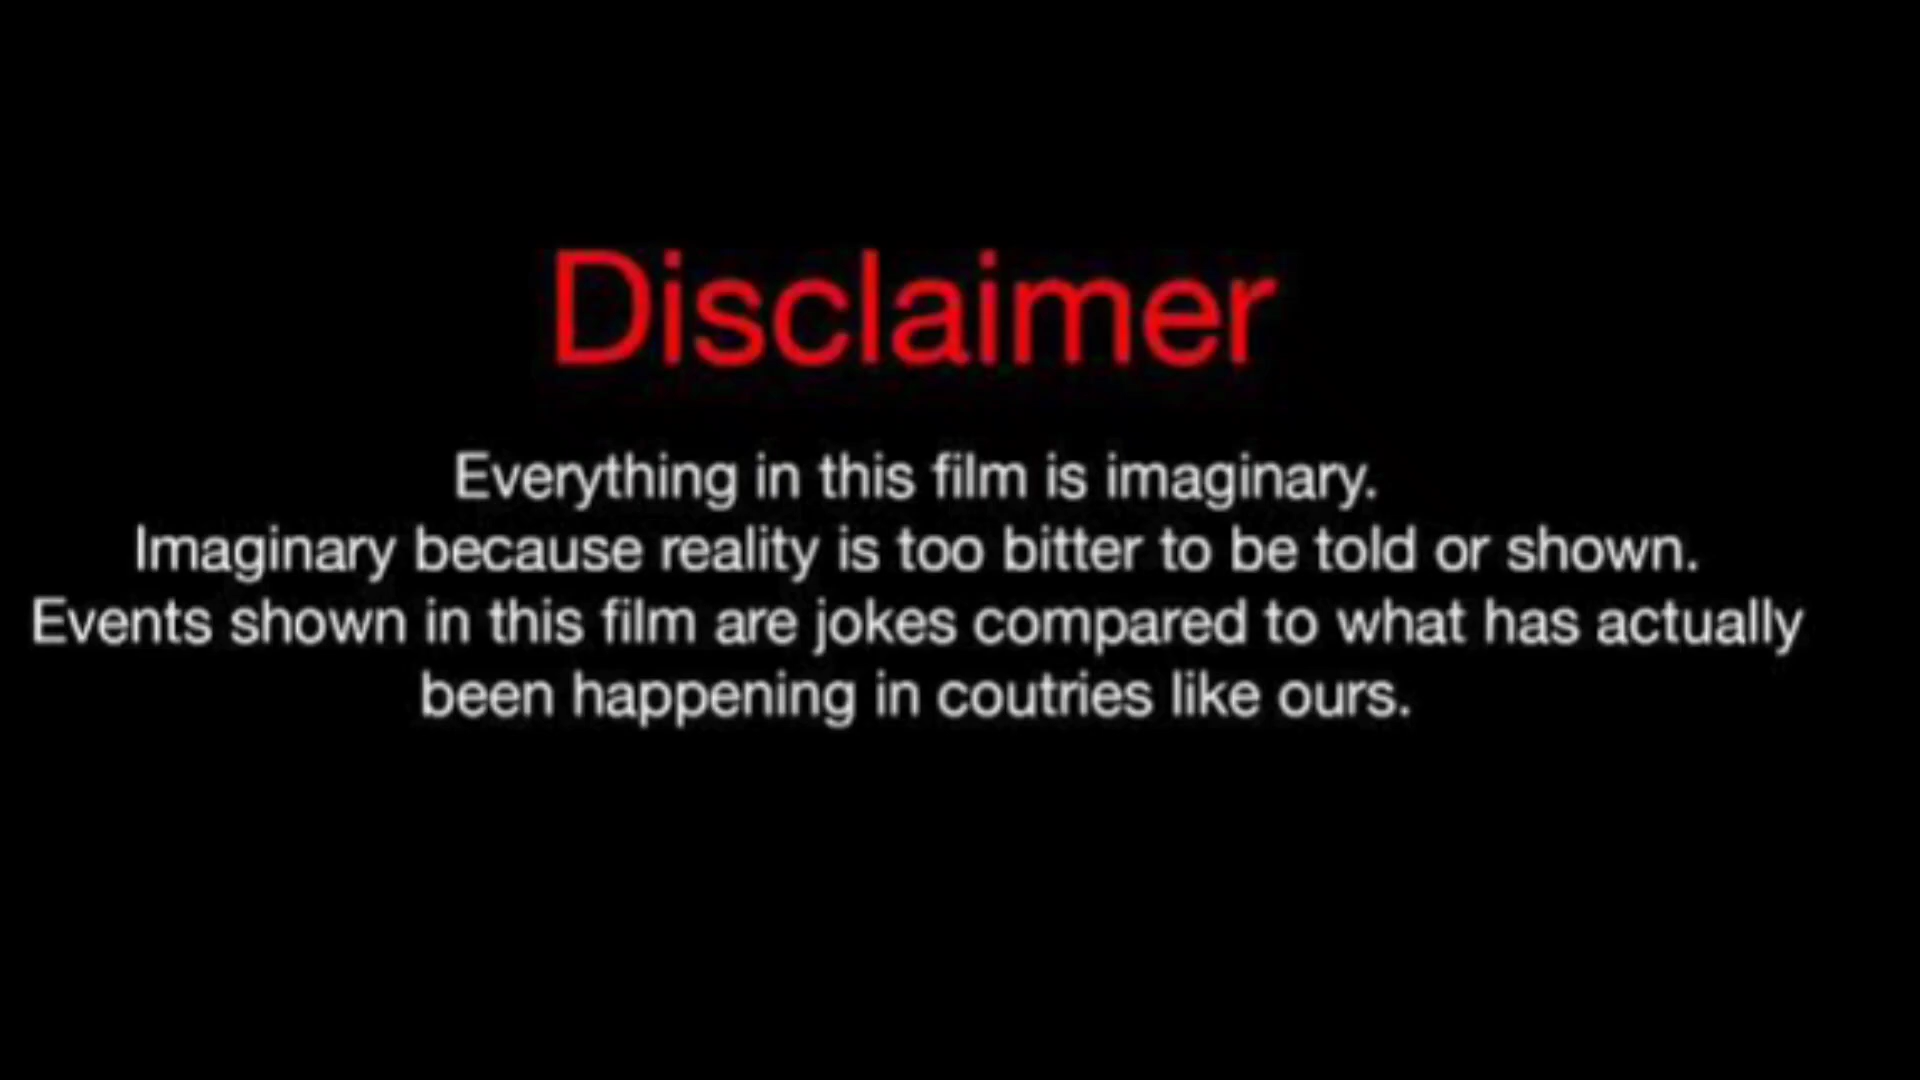 Disclaimer
Everything in this film is imaginary.
Imaginary because reality is too bitter to be told or shown.
Events shown in this film are jokes compared to what has actually
been happening in coutries like ours.